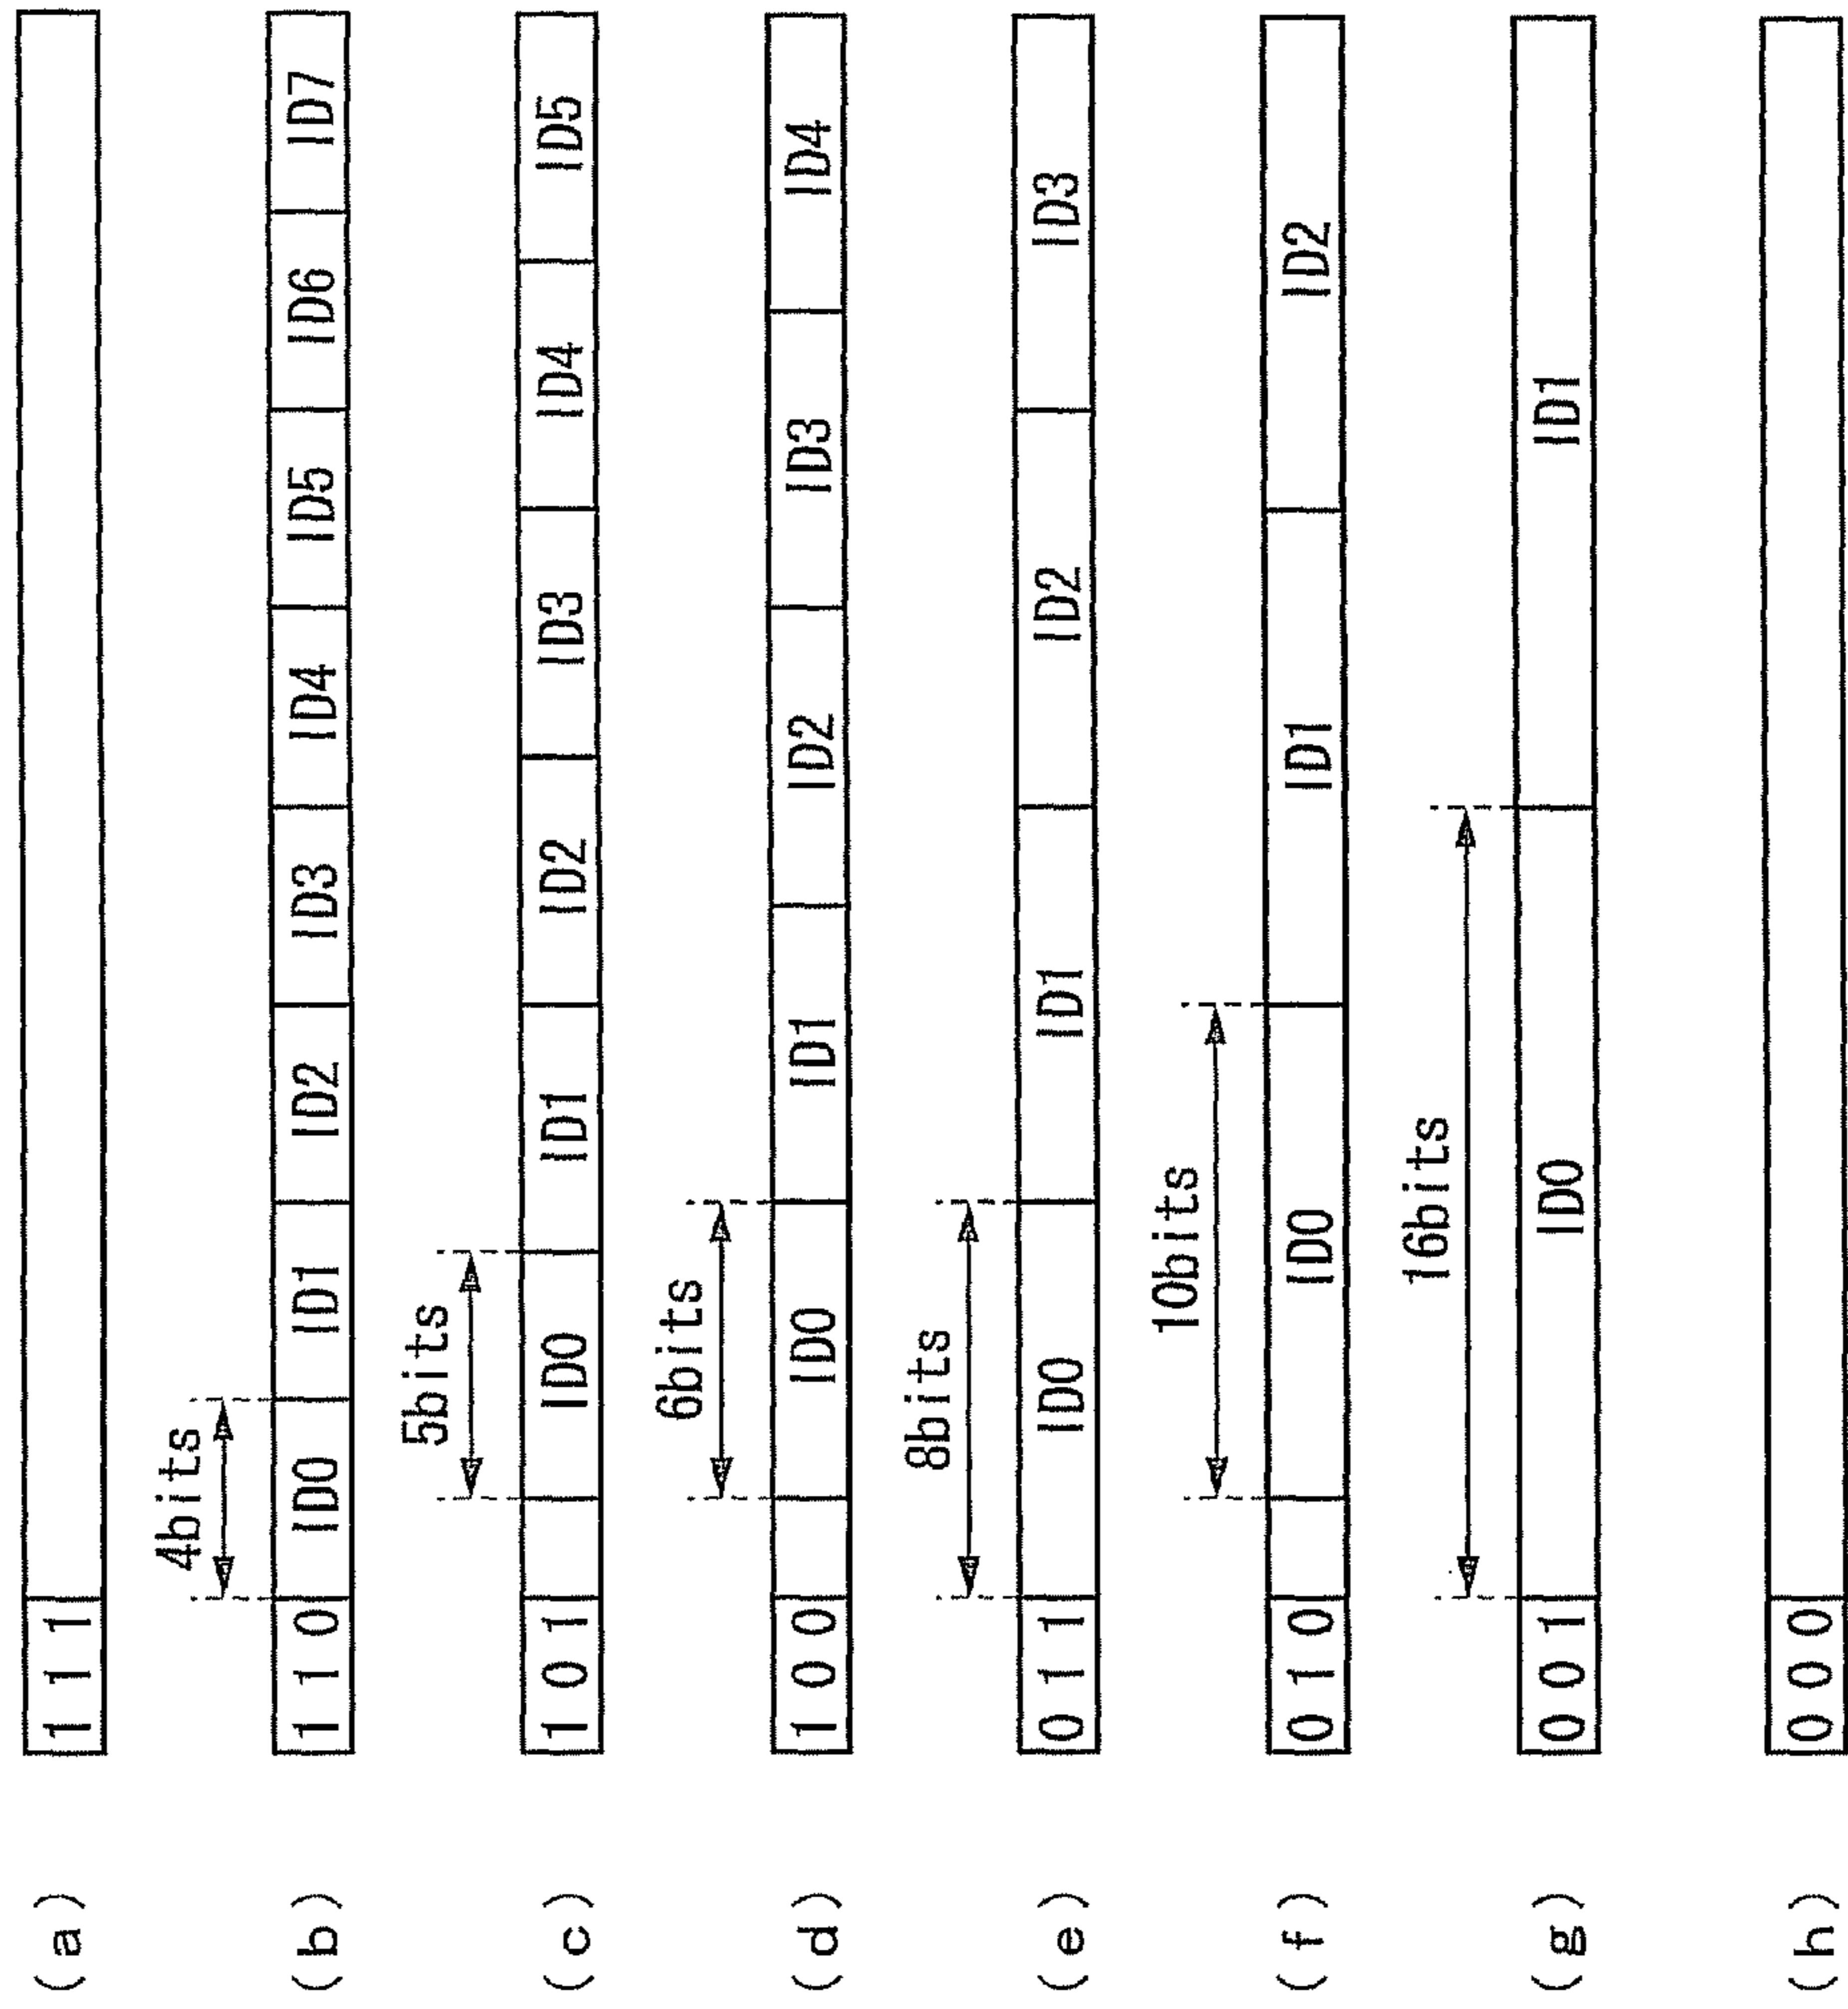 (a) 1 1 1
4bits
(b) 1 1 0 ID0 ID1 ID2 ID3 ID4 ID5 ID6 ID7
5bits
(c) 1 0 1 ID0 ID1 ID2 ID3 ID4 ID5
6bits
(d) 1 0 0 ID0 ID1 ID2 ID3 ID4
8bits
(e) 0 1 1 ID0 ID1 ID2 ID3
10bits
(f) 0 1 0 ID0 ID1 ID2
16bits
(g) 0 0 1 ID0 ID1
(h) 0 0 0